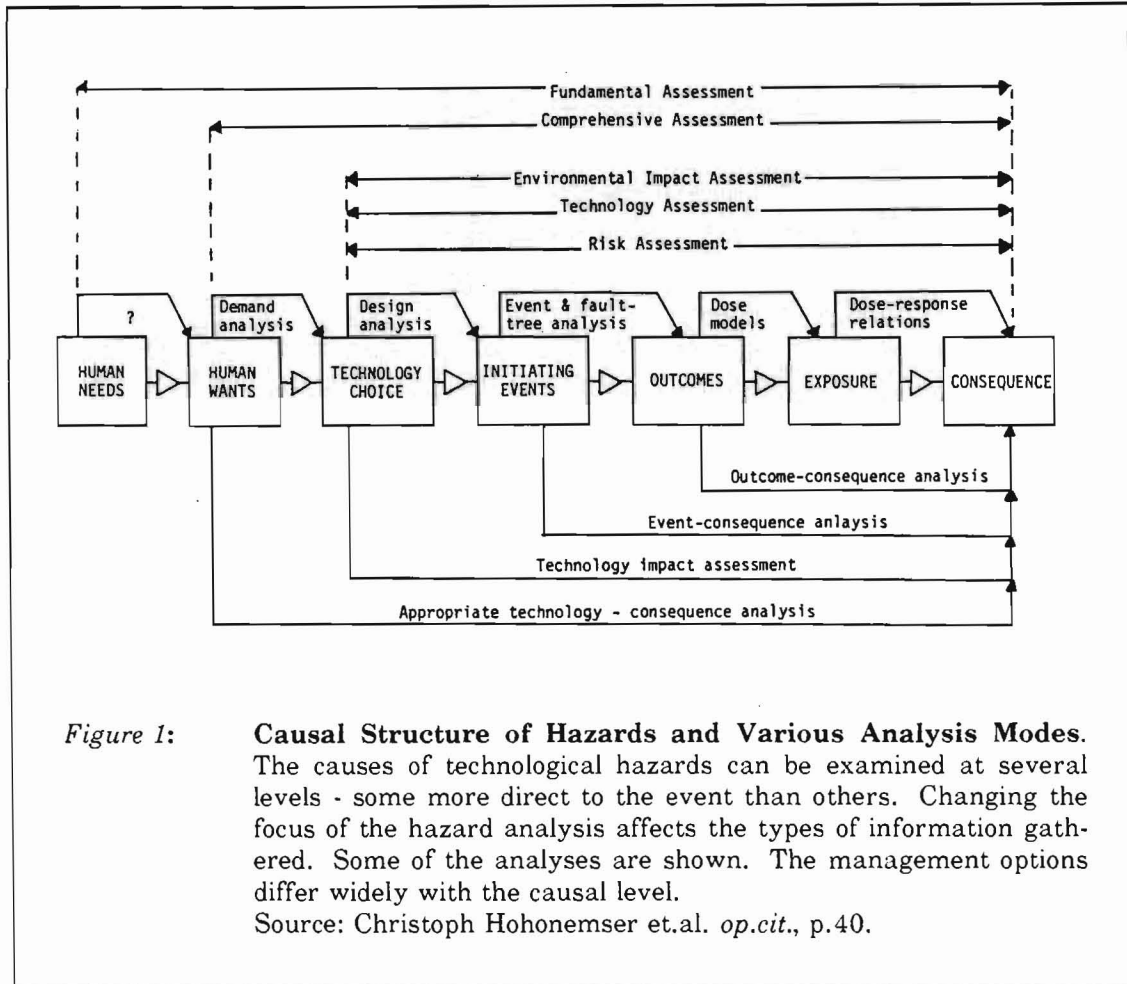 Fundamental Assessment
Comprehensive Assessment
Environmental Impact Assessment
Technology Assessment
Risk Assessment
?
Demand
analysis
Design
analysis
Event & fault-
tree analysis
Dose
models
Dose-response
relations
HUMAN
NEEDS
HUMAN
WANTS
TECHNOLOGY
CHOICE
INITIATING
EVENTS
OUTCOMES
EXPOSURE
CONSEQUENCE
Outcome-consequence analysis
Event-consequence anlaysis
Technology impact assessment
Appropriate technology - consequence analysis
Figure 1: Causal Structure of Hazards and Various Analysis Modes.
The causes of technological hazards can be examined at several
levels - some more direct to the event than others. Changing the
focus of the hazard analysis affects the types of information gath-
ered. Some of the analyses are shown. The management options
differ widely with the causal level.
Source: Christoph Hohonemser et.al. op.cit., p.40.